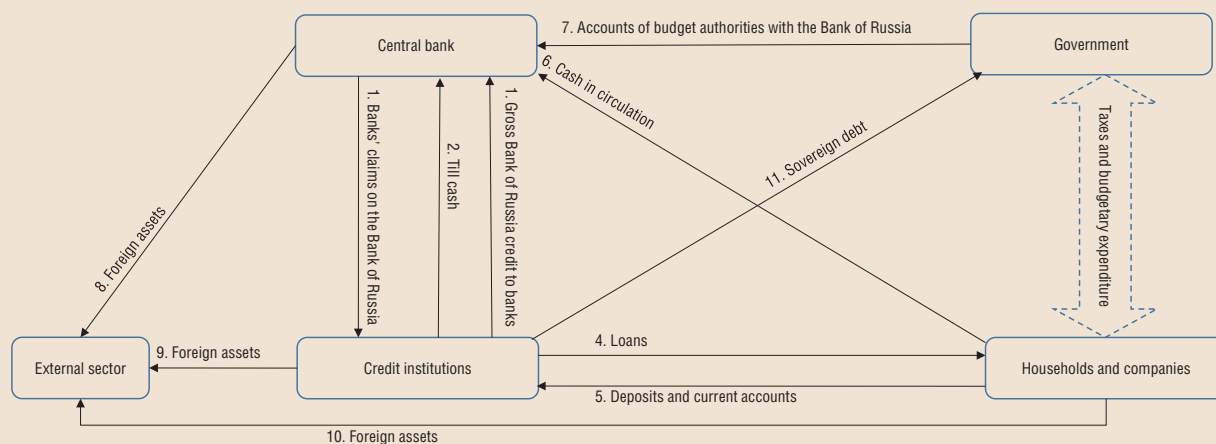 7. Accounts of budget authorities with the Bank of Russia
Central bank
Government
6. Cash in circulation
1. Banks' claims on the Bank of Russia
2. Till cash
1. Gross Bank of Russia credit to banks
11. Sovereign debt
Taxes and budgetary expenditure
8. Foreign assets
4. Loans
9. Foreign assets
External sector
Credit institutions
Households and companies
5. Deposits and current accounts
10. Foreign assets